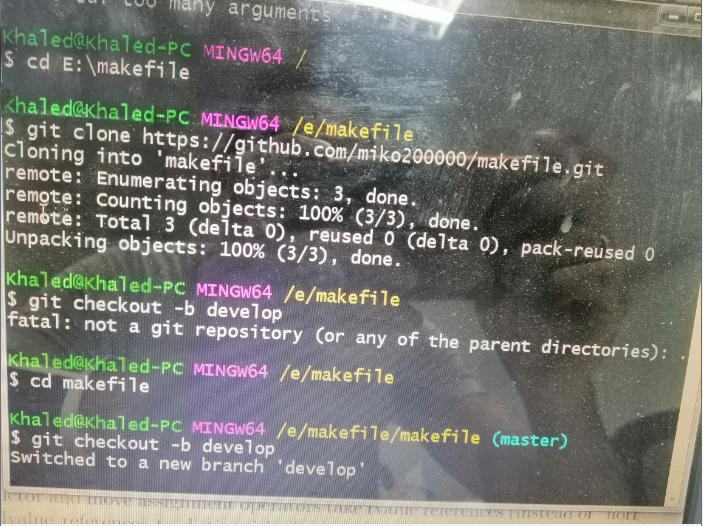 too many arguments
Khaled@Khaled-PC MINGW64 /
$ cd E:\makefile
Khaled@Khaled-PC MINGW64 /e/makefile
$ git clone https://github.com/miko200000/makefile.git
Cloning into 'makefile'...
remote: Enumerating objects: 3, done.
remote: Counting objects: 100% (3/3), done.
remote: Total 3 (delta 0), reused 0 (delta 0), pack-reused 0
Unpacking objects: 100% (3/3), done.
Khaled@Khaled-PC MINGW64 /e/makefile
$ git checkout -b develop
fatal: not a git repository (or any of the parent directories): .
Khaled@Khaled-PC MINGW64 /e/makefile
$ cd makefile
Khaled@Khaled-PC MINGW64 /e/makefile/makefile (master)
$ git checkout -b develop
Switched to a new branch 'develop'
and move assignment operators take rvalue references (instead of